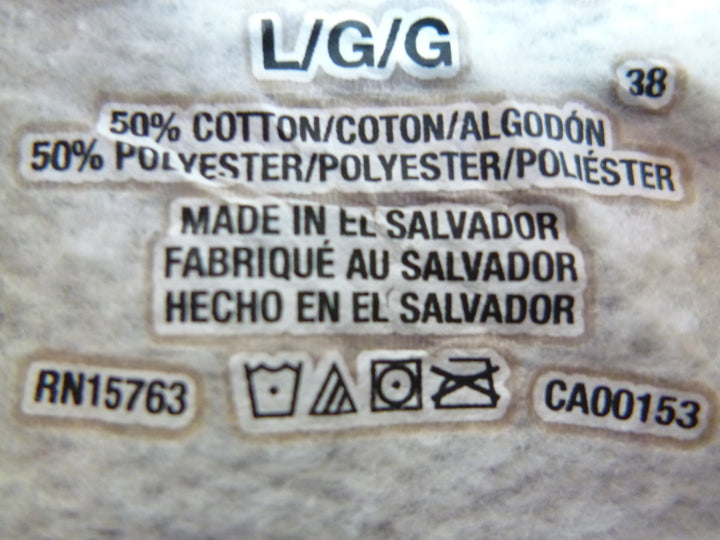 L/G/G
38
50% COTTON/COTON/ALGODÓN
50% POLYESTER/POLYESTER/POLIÉSTER
MADE IN EL SALVADOR
FABRIQUÉ AU SALVADOR
HECHO EN EL SALVADOR
RN15763 CA00153